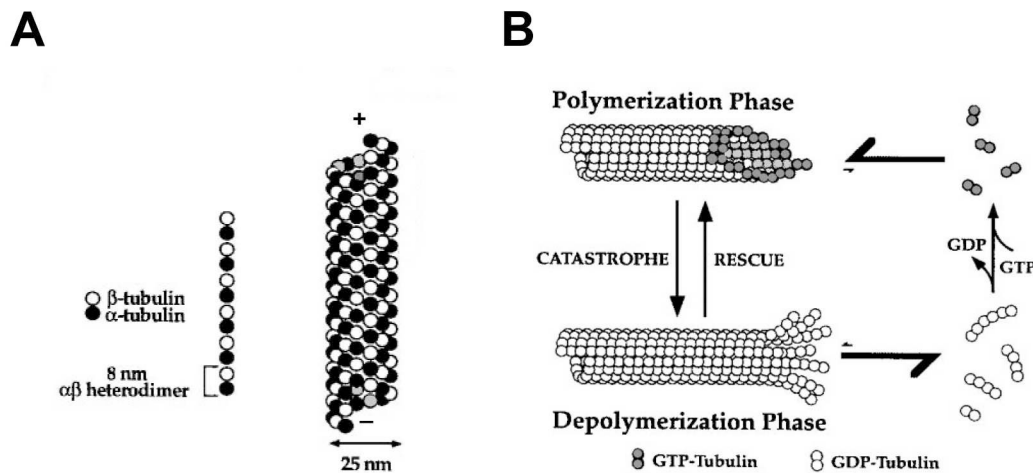 A
+
β-tubulin
α-tubulin
8 nm
αβ heterodimer
−
25 nm
B
Polymerization Phase
CATASTROPHE
RESCUE
GDP
GTP
Depolymerization Phase
GTP-Tubulin
GDP-Tubulin